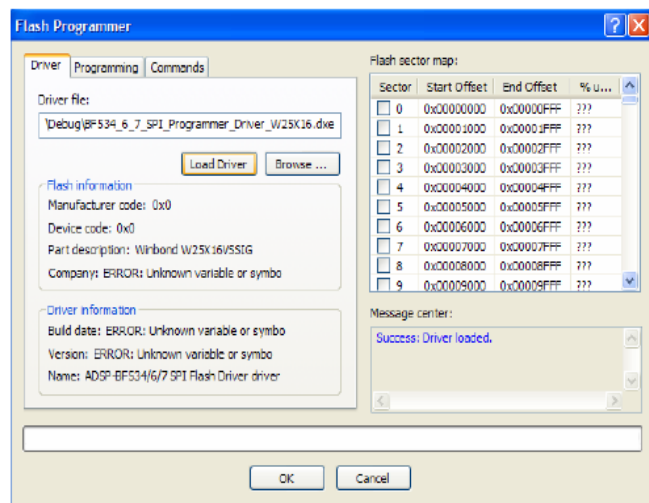 Flash Programmer
Driver
Programming
Commands
Driver file:
\Debug\BF534_6_7_SPI_Programmer_Driver_W25X16.dxe
Load Driver
Browse ...
Flash information
Manufacturer code: 0x0
Device code: 0x0
Part description: Winbond W25X16VSSIG
Company: ERROR: Unknown variable or symbo
Driver information
Build date: ERROR: Unknown variable or symbo
Version: ERROR: Unknown variable or symbo
Name: ADSP-BF534/6/7 SPI Flash Driver driver
Flash sector map:
Sector Start Offset End Offset % u...
0 0x00000000 0x00000FFF ???
1 0x00001000 0x00001FFF ???
2 0x00002000 0x00002FFF ???
3 0x00003000 0x00003FFF ???
4 0x00004000 0x00004FFF ???
5 0x00005000 0x00005FFF ???
6 0x00006000 0x00006FFF ???
7 0x00007000 0x00007FFF ???
8 0x00008000 0x00008FFF ???
9 0x00009000 0x00009FFF ???
Message center:
Success: Driver loaded.
OK
Cancel